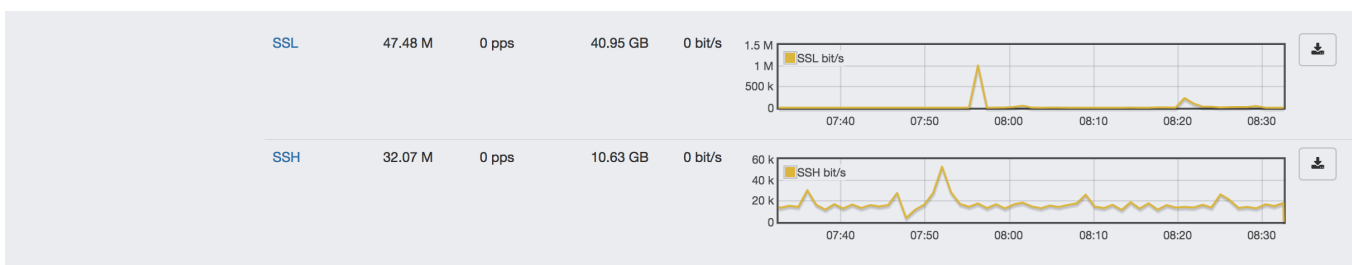 SSL 47.48 M 0 pps 40.95 GB 0 bit/s
1.5 M
1 M
500 k
0
SSL bit/s
07:40 07:50 08:00 08:10 08:20 08:30
SSH 32.07 M 0 pps 10.63 GB 0 bit/s
60 k
40 k
20 k
0
SSH bit/s
07:40 07:50 08:00 08:10 08:20 08:30